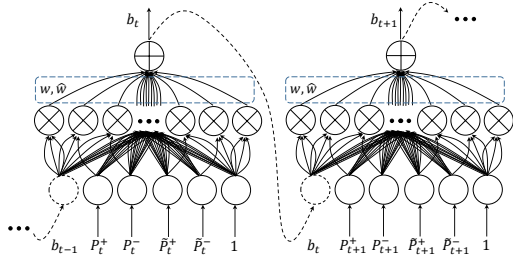 b_t b_{t+1}
w, ŵ w, ŵ
b_{t−1} P_t^+ P_t^- P̃_t^+ P̃_t^- 1 b_t P_{t+1}^+ P_{t+1}^- P̃_{t+1}^+ P̃_{t+1}^- 1